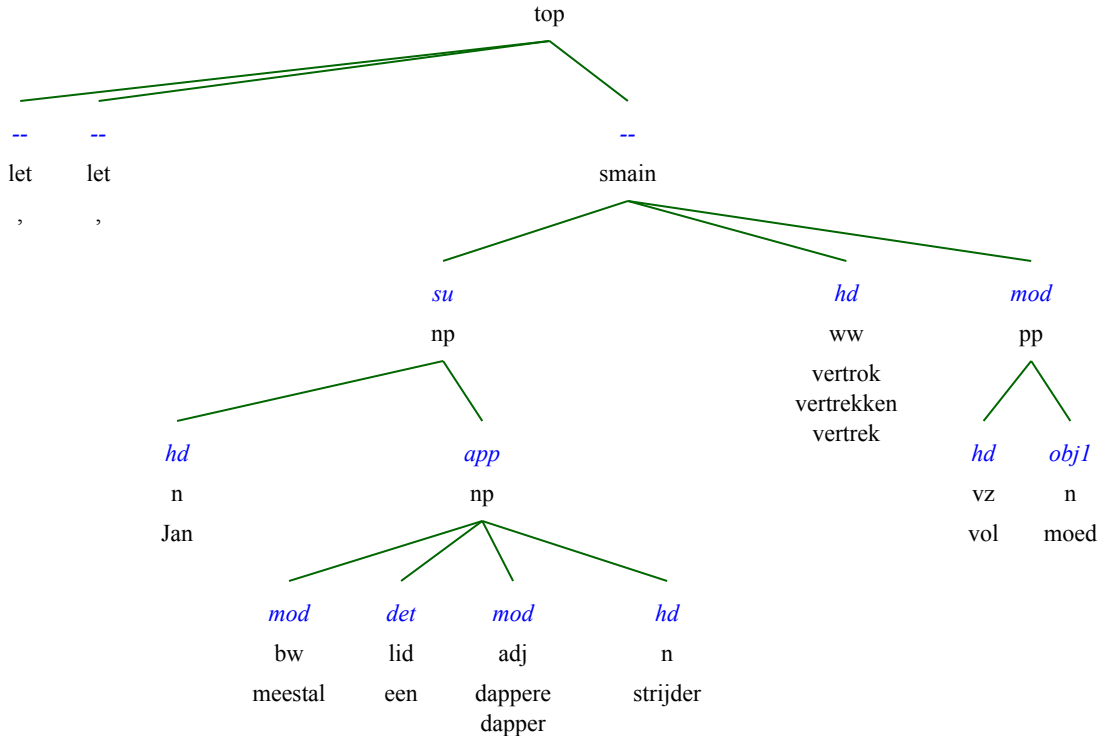 top
-- -- --
let let smain
, ,
su hd mod
np ww pp
vertrok
vertrekken
vertrek
hd app hd obj1
n np vz n
Jan vol moed
mod det mod hd
bw lid adj n
meestal een dappere strijder
dapper